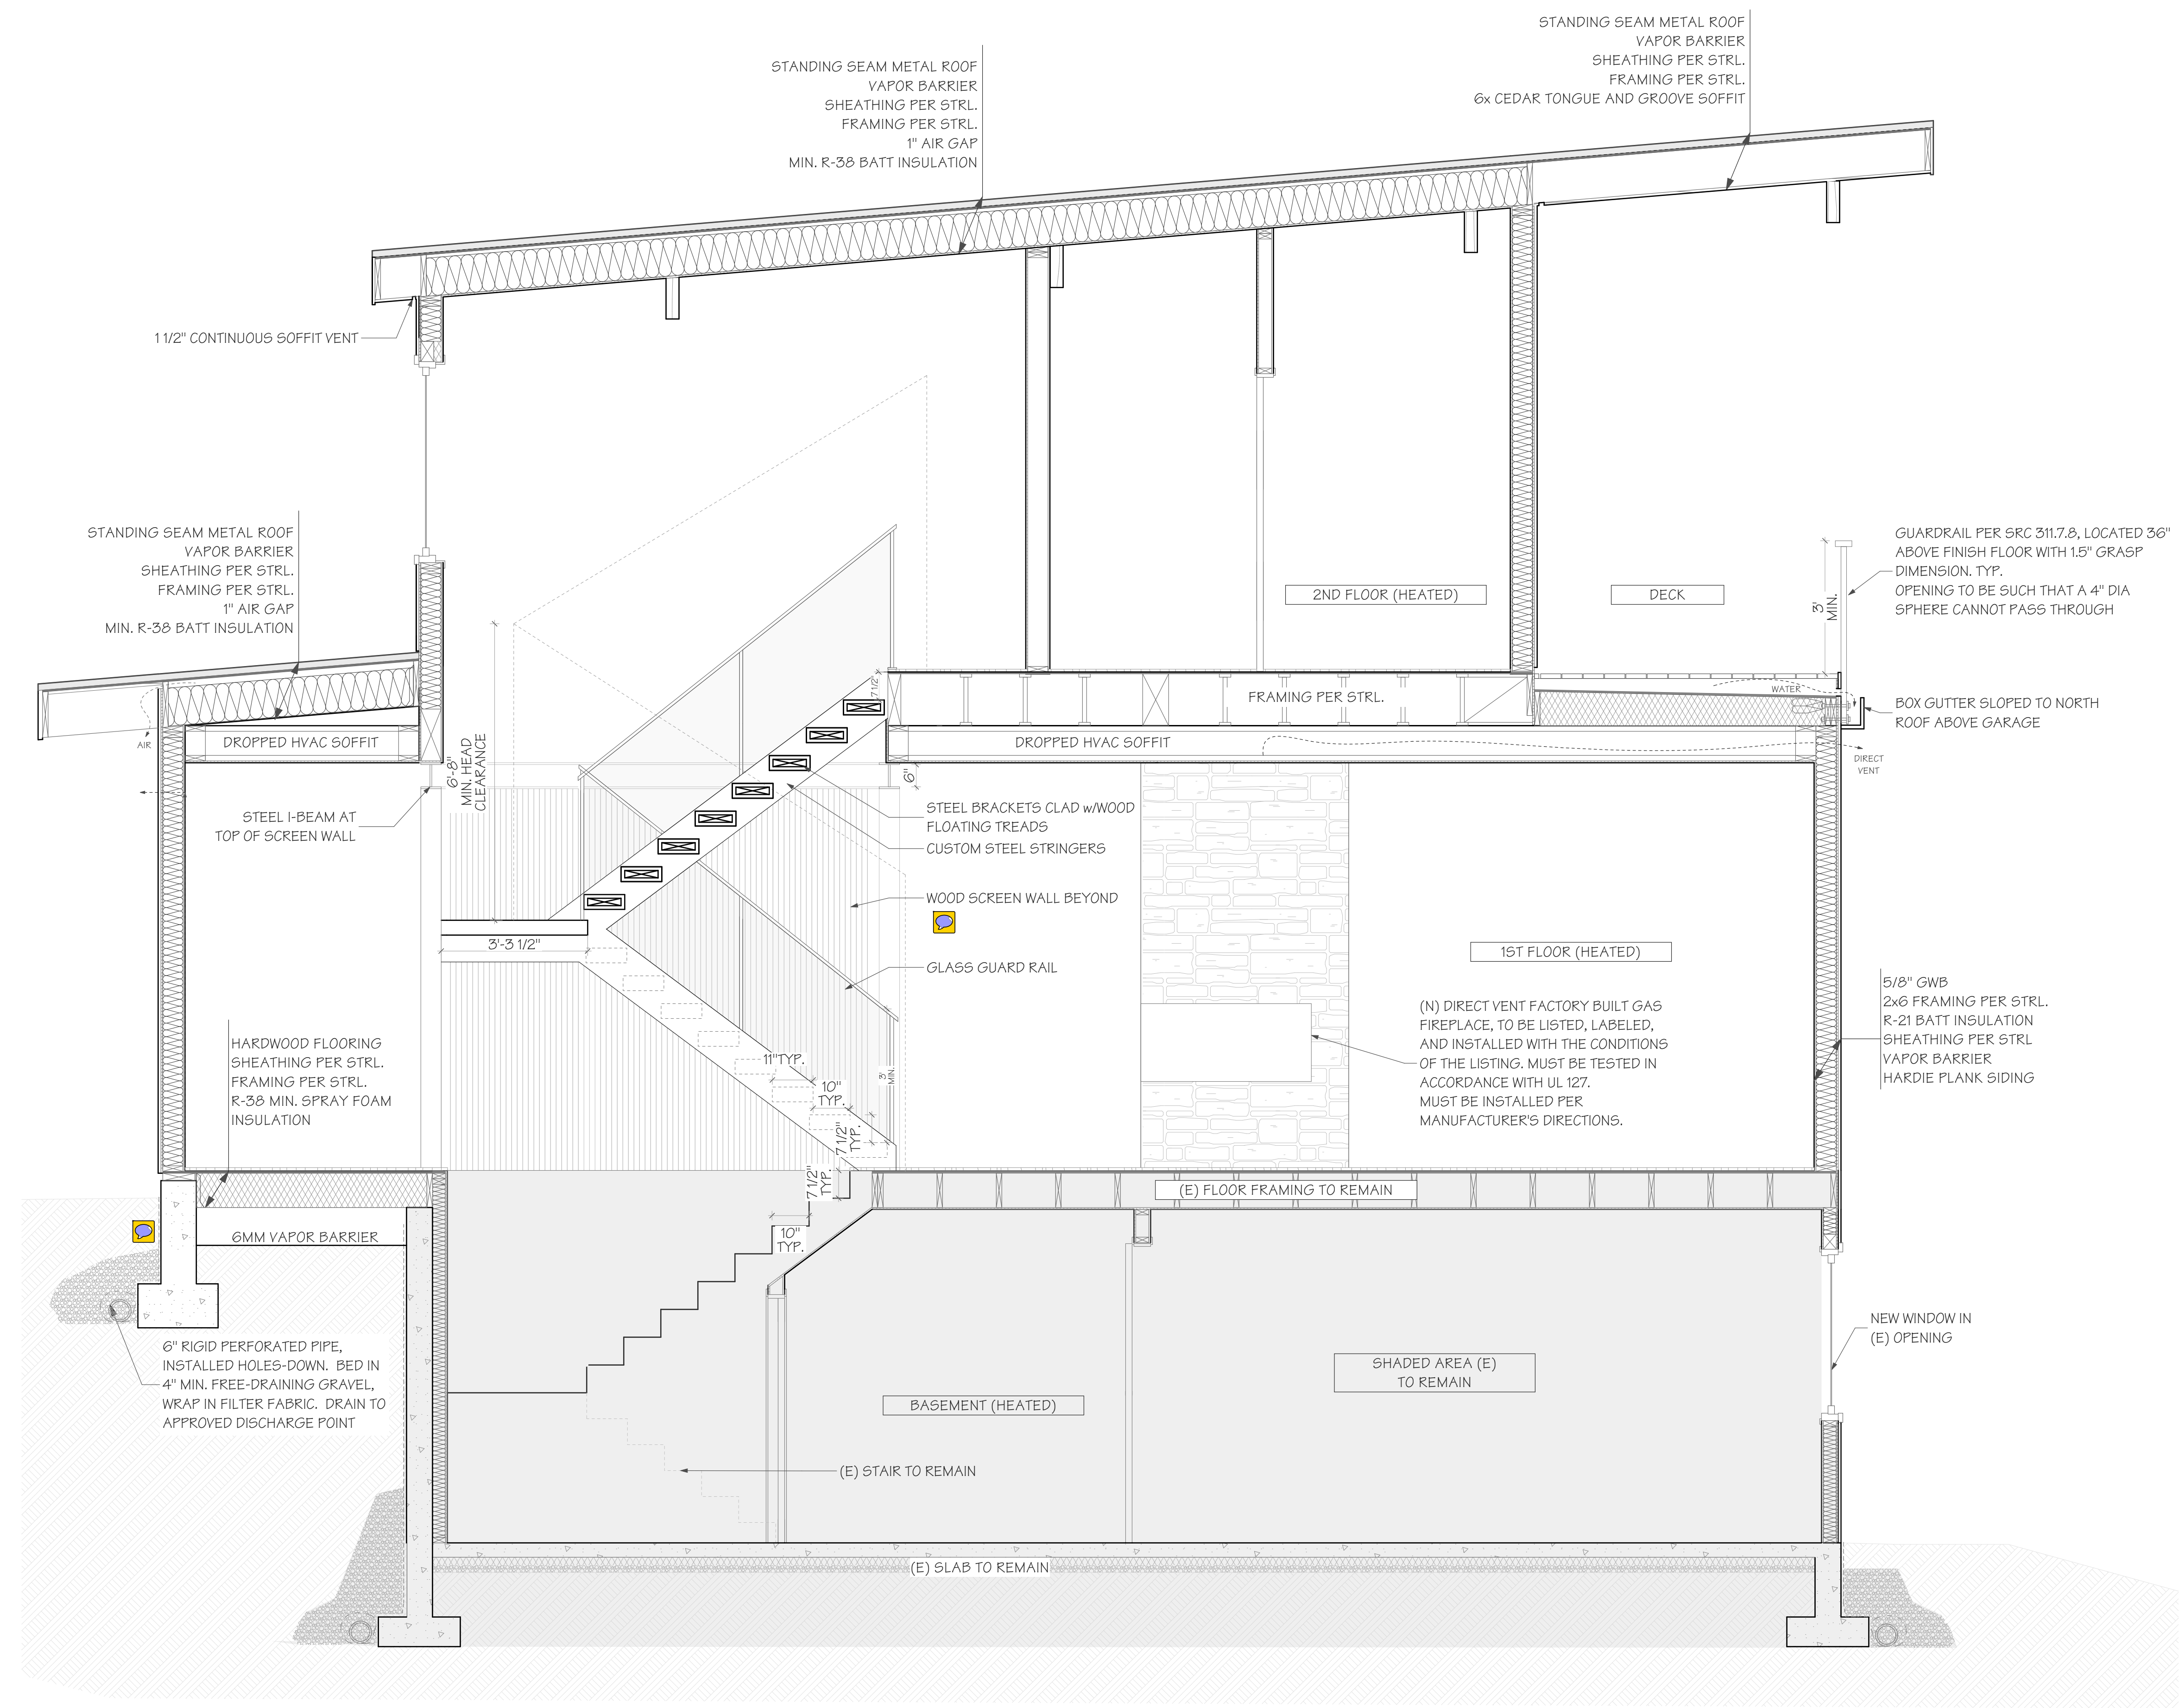 STANDING SEAM METAL ROOF
VAPOR BARRIER
SHEATHING PER STRL.
FRAMING PER STRL.
6x CEDAR TONGUE AND GROOVE SOFFIT
STANDING SEAM METAL ROOF
VAPOR BARRIER
SHEATHING PER STRL.
FRAMING PER STRL.
1" AIR GAP
MIN. R-38 BATT INSULATION
1 1/2" CONTINUOUS SOFFIT VENT
STANDING SEAM METAL ROOF
VAPOR BARRIER
SHEATHING PER STRL.
FRAMING PER STRL.
1" AIR GAP
MIN. R-38 BATT INSULATION
GUARDRAIL PER SRC 311.7.8, LOCATED 36"
ABOVE FINISH FLOOR WITH 1.5" GRASP
DIMENSION. TYP.
OPENING TO BE SUCH THAT A 4" DIA
SPHERE CANNOT PASS THROUGH
2ND FLOOR (HEATED)
DECK
3'
MIN.
7 1/2"
FRAMING PER STRL.
WATER
BOX GUTTER SLOPED TO NORTH
ROOF ABOVE GARAGE
AIR
DROPPED HVAC SOFFIT
DROPPED HVAC SOFFIT
DIRECT
VENT
6'-8"
MIN. HEAD
CLEARANCE
6"
STEEL I-BEAM AT
TOP OF SCREEN WALL
STEEL BRACKETS CLAD w/WOOD
FLOATING TREADS
CUSTOM STEEL STRINGERS
WOOD SCREEN WALL BEYOND
3'-3 1/2"
GLASS GUARD RAIL
1ST FLOOR (HEATED)
(N) DIRECT VENT FACTORY BUILT GAS
FIREPLACE, TO BE LISTED, LABELED,
AND INSTALLED WITH THE CONDITIONS
OF THE LISTING. MUST BE TESTED IN
ACCORDANCE WITH UL 127.
MUST BE INSTALLED PER
MANUFACTURER'S DIRECTIONS.
5/8" GWB
2x6 FRAMING PER STRL.
R-21 BATT INSULATION
SHEATHING PER STRL
VAPOR BARRIER
HARDIE PLANK SIDING
HARDWOOD FLOORING
SHEATHING PER STRL.
FRAMING PER STRL.
R-38 MIN. SPRAY FOAM
INSULATION
11"TYP.
10"
TYP.
3'
MIN.
7 1/2"
TYP.
7 1/2"
TYP.
10"
TYP.
(E) FLOOR FRAMING TO REMAIN
6MM VAPOR BARRIER
6" RIGID PERFORATED PIPE,
INSTALLED HOLES-DOWN. BED IN
4" MIN. FREE-DRAINING GRAVEL,
WRAP IN FILTER FABRIC. DRAIN TO
APPROVED DISCHARGE POINT
NEW WINDOW IN
(E) OPENING
SHADED AREA (E)
TO REMAIN
BASEMENT (HEATED)
(E) STAIR TO REMAIN
(E) SLAB TO REMAIN